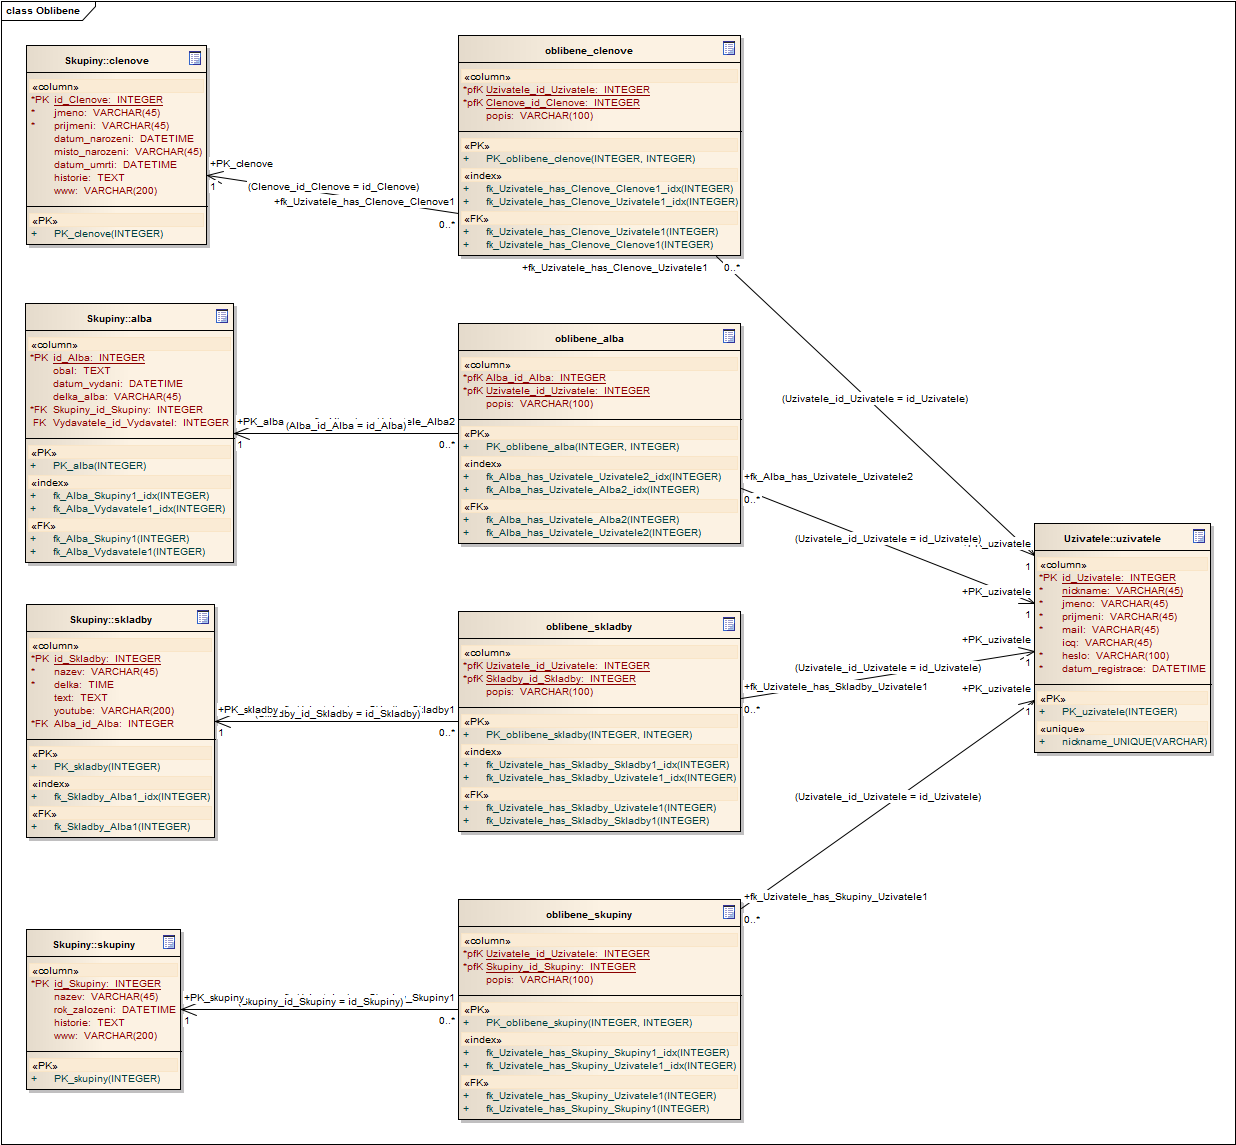 class Oblibene
Skupiny::clenove
«column»
*PK id_Clenove: INTEGER
* jmeno: VARCHAR(45)
* prijmeni: VARCHAR(45)
datum_narozeni: DATETIME
misto_narozeni: VARCHAR(45)
datum_umrti: DATETIME
historie: TEXT
www: VARCHAR(200)
«PK»
+ PK_clenove(INTEGER)
+PK_clenove
1
(Clenove_id_Clenove = id_Clenove)
+fk_Uzivatele_has_Clenove_Clenove1
0..*
oblibene_clenove
«column»
*pfK Uzivatele_id_Uzivatele: INTEGER
*pfK Clenove_id_Clenove: INTEGER
popis: VARCHAR(100)
«PK»
+ PK_oblibene_clenove(INTEGER, INTEGER)
«index»
+ fk_Uzivatele_has_Clenove_Clenove1_idx(INTEGER)
+ fk_Uzivatele_has_Clenove_Uzivatele1_idx(INTEGER)
«FK»
+ fk_Uzivatele_has_Clenove_Uzivatele1(INTEGER)
+ fk_Uzivatele_has_Clenove_Clenove1(INTEGER)
+fk_Uzivatele_has_Clenove_Uzivatele1
0..*
(Uzivatele_id_Uzivatele = id_Uzivatele)
Skupiny::alba
«column»
*PK id_Alba: INTEGER
obal: TEXT
datum_vydani: DATETIME
delka_alba: VARCHAR(45)
*FK Skupiny_id_Skupiny: INTEGER
FK Vydavatele_id_Vydavatel: INTEGER
«PK»
+ PK_alba(INTEGER)
«index»
+ fk_Alba_Skupiny1_idx(INTEGER)
+ fk_Alba_Vydavatele1_idx(INTEGER)
«FK»
+ fk_Alba_Skupiny1(INTEGER)
+ fk_Alba_Vydavatele1(INTEGER)
+PK_alba
(Alba_id_Alba = id_Alba)
ele_Alba2
1
0..*
oblibene_alba
«column»
*pfK Alba_id_Alba: INTEGER
*pfK Uzivatele_id_Uzivatele: INTEGER
popis: VARCHAR(100)
«PK»
+ PK_oblibene_alba(INTEGER, INTEGER)
«index»
+ fk_Alba_has_Uzivatele_Uzivatele2_idx(INTEGER)
+ fk_Alba_has_Uzivatele_Alba2_idx(INTEGER)
«FK»
+ fk_Alba_has_Uzivatele_Alba2(INTEGER)
+ fk_Alba_has_Uzivatele_Uzivatele2(INTEGER)
+fk_Alba_has_Uzivatele_Uzivatele2
0..*
(Uzivatele_id_Uzivatele = id_Uzivatele)
PK_uzivatele
1
+PK_uzivatele
1
Uzivatele::uzivatele
«column»
*PK id_Uzivatele: INTEGER
* nickname: VARCHAR(45)
* jmeno: VARCHAR(45)
* prijmeni: VARCHAR(45)
* mail: VARCHAR(45)
icq: VARCHAR(45)
* heslo: VARCHAR(100)
* datum_registrace: DATETIME
«PK»
+ PK_uzivatele(INTEGER)
«unique»
+ nickname_UNIQUE(VARCHAR)
Skupiny::skladby
«column»
*PK id_Skladby: INTEGER
* nazev: VARCHAR(45)
* delka: TIME
text: TEXT
youtube: VARCHAR(200)
*FK Alba_id_Alba: INTEGER
«PK»
+ PK_skladby(INTEGER)
«index»
+ fk_Skladby_Alba1_idx(INTEGER)
«FK»
+ fk_Skladby_Alba1(INTEGER)
+PK_skladby
Skladby1
(Skladby_id_Skladby = id_Skladby)
1
0..*
oblibene_skladby
«column»
*pfK Uzivatele_id_Uzivatele: INTEGER
*pfK Skladby_id_Skladby: INTEGER
popis: VARCHAR(100)
«PK»
+ PK_oblibene_skladby(INTEGER, INTEGER)
«index»
+ fk_Uzivatele_has_Skladby_Skladby1_idx(INTEGER)
+ fk_Uzivatele_has_Skladby_Uzivatele1_idx(INTEGER)
«FK»
+ fk_Uzivatele_has_Skladby_Uzivatele1(INTEGER)
+ fk_Uzivatele_has_Skladby_Skladby1(INTEGER)
+PK_uzivatele
1
(Uzivatele_id_Uzivatele = id_Uzivatele)
+fk_Uzivatele_has_Skladby_Uzivatele1
0..*
+PK_uzivatele
1
(Uzivatele_id_Uzivatele = id_Uzivatele)
+fk_Uzivatele_has_Skupiny_Uzivatele1
0..*
Skupiny::skupiny
«column»
*PK id_Skupiny: INTEGER
nazev: VARCHAR(45)
rok_zalozeni: DATETIME
historie: TEXT
www: VARCHAR(200)
«PK»
+ PK_skupiny(INTEGER)
+PK_skupiny
_Skupiny1
(Skupiny_id_Skupiny = id_Skupiny)
1
0..*
oblibene_skupiny
«column»
*pfK Uzivatele_id_Uzivatele: INTEGER
*pfK Skupiny_id_Skupiny: INTEGER
popis: VARCHAR(100)
«PK»
+ PK_oblibene_skupiny(INTEGER, INTEGER)
«index»
+ fk_Uzivatele_has_Skupiny_Skupiny1_idx(INTEGER)
+ fk_Uzivatele_has_Skupiny_Uzivatele1_idx(INTEGER)
«FK»
+ fk_Uzivatele_has_Skupiny_Uzivatele1(INTEGER)
+ fk_Uzivatele_has_Skupiny_Skupiny1(INTEGER)